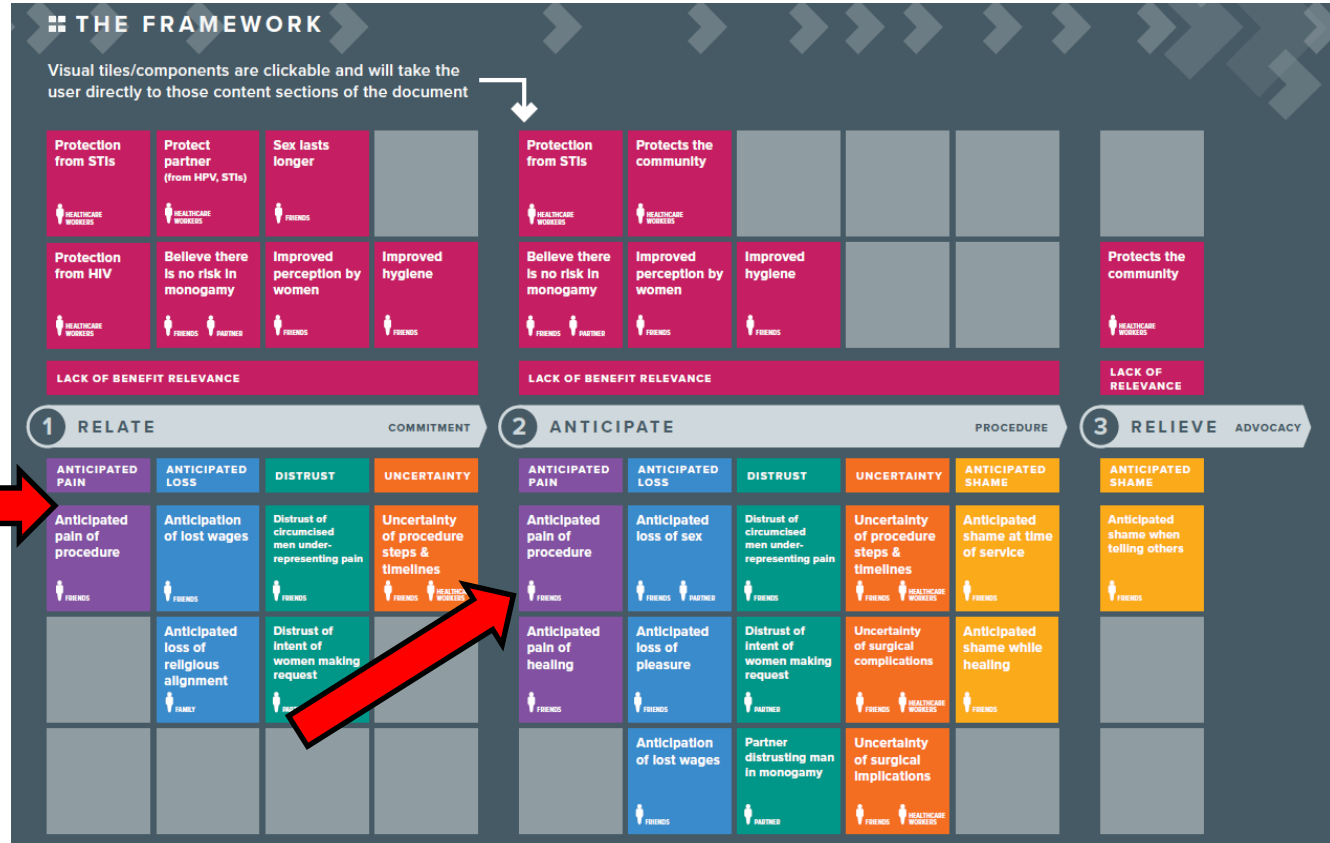 THE FRAMEWORK
Visual tiles/components are clickable and will take the
user directly to those content sections of the document
Protection
from STIs
HEALTHCARE
WORKERS
Protect
partner
(from HPV, STIs)
HEALTHCARE
WORKERS
Sex lasts
longer
FRIENDS
Protection
from STIs
HEALTHCARE
WORKERS
Protects the
community
HEALTHCARE
WORKERS
Protection
from HIV
HEALTHCARE
WORKERS
Believe there
is no risk in
monogamy
FRIENDS PARTNER
Improved
perception by
women
FRIENDS
Improved
hygiene
FRIENDS
Believe there
is no risk in
monogamy
FRIENDS PARTNER
Improved
perception by
women
FRIENDS
Improved
hygiene
FRIENDS
Protects the
community
HEALTHCARE
WORKERS
LACK OF BENEFIT RELEVANCE
LACK OF BENEFIT RELEVANCE
LACK OF
RELEVANCE
1 RELATE COMMITMENT
2 ANTICIPATE PROCEDURE
3 RELIEVE ADVOCACY
ANTICIPATED
PAIN
ANTICIPATED
LOSS
DISTRUST
UNCERTAINTY
ANTICIPATED
PAIN
ANTICIPATED
LOSS
DISTRUST
UNCERTAINTY
ANTICIPATED
SHAME
ANTICIPATED
SHAME
Anticipated
pain of
procedure
FRIENDS
Anticipation
of lost wages
FRIENDS
Distrust of
circumcised
men under-
representing pain
FRIENDS
Uncertainty
of procedure
steps &
timelines
FRIENDS HEALTHCARE
WORKERS
Anticipated
pain of
procedure
FRIENDS
Anticipated
loss of sex
FRIENDS PARTNER
Distrust of
circumcised
men under-
representing pain
FRIENDS
Uncertainty
of procedure
steps &
timelines
FRIENDS HEALTHCARE
WORKERS
Anticipated
shame at time
of service
FRIENDS
Anticipated
shame when
telling others
FRIENDS
Anticipated
loss of
religious
alignment
FAMILY
Distrust of
intent of
women making
request
Anticipated
pain of
healing
FRIENDS
Anticipated
loss of
pleasure
FRIENDS
Distrust of
intent of
women making
request
PARTNER
Uncertainty
of surgical
complications
FRIENDS HEALTHCARE
WORKERS
Anticipated
shame while
healing
FRIENDS
Anticipation
of lost wages
FRIENDS
Partner
distrusting man
in monogamy
PARTNER
Uncertainty
of surgical
implications
FRIENDS HEALTHCARE
WORKERS